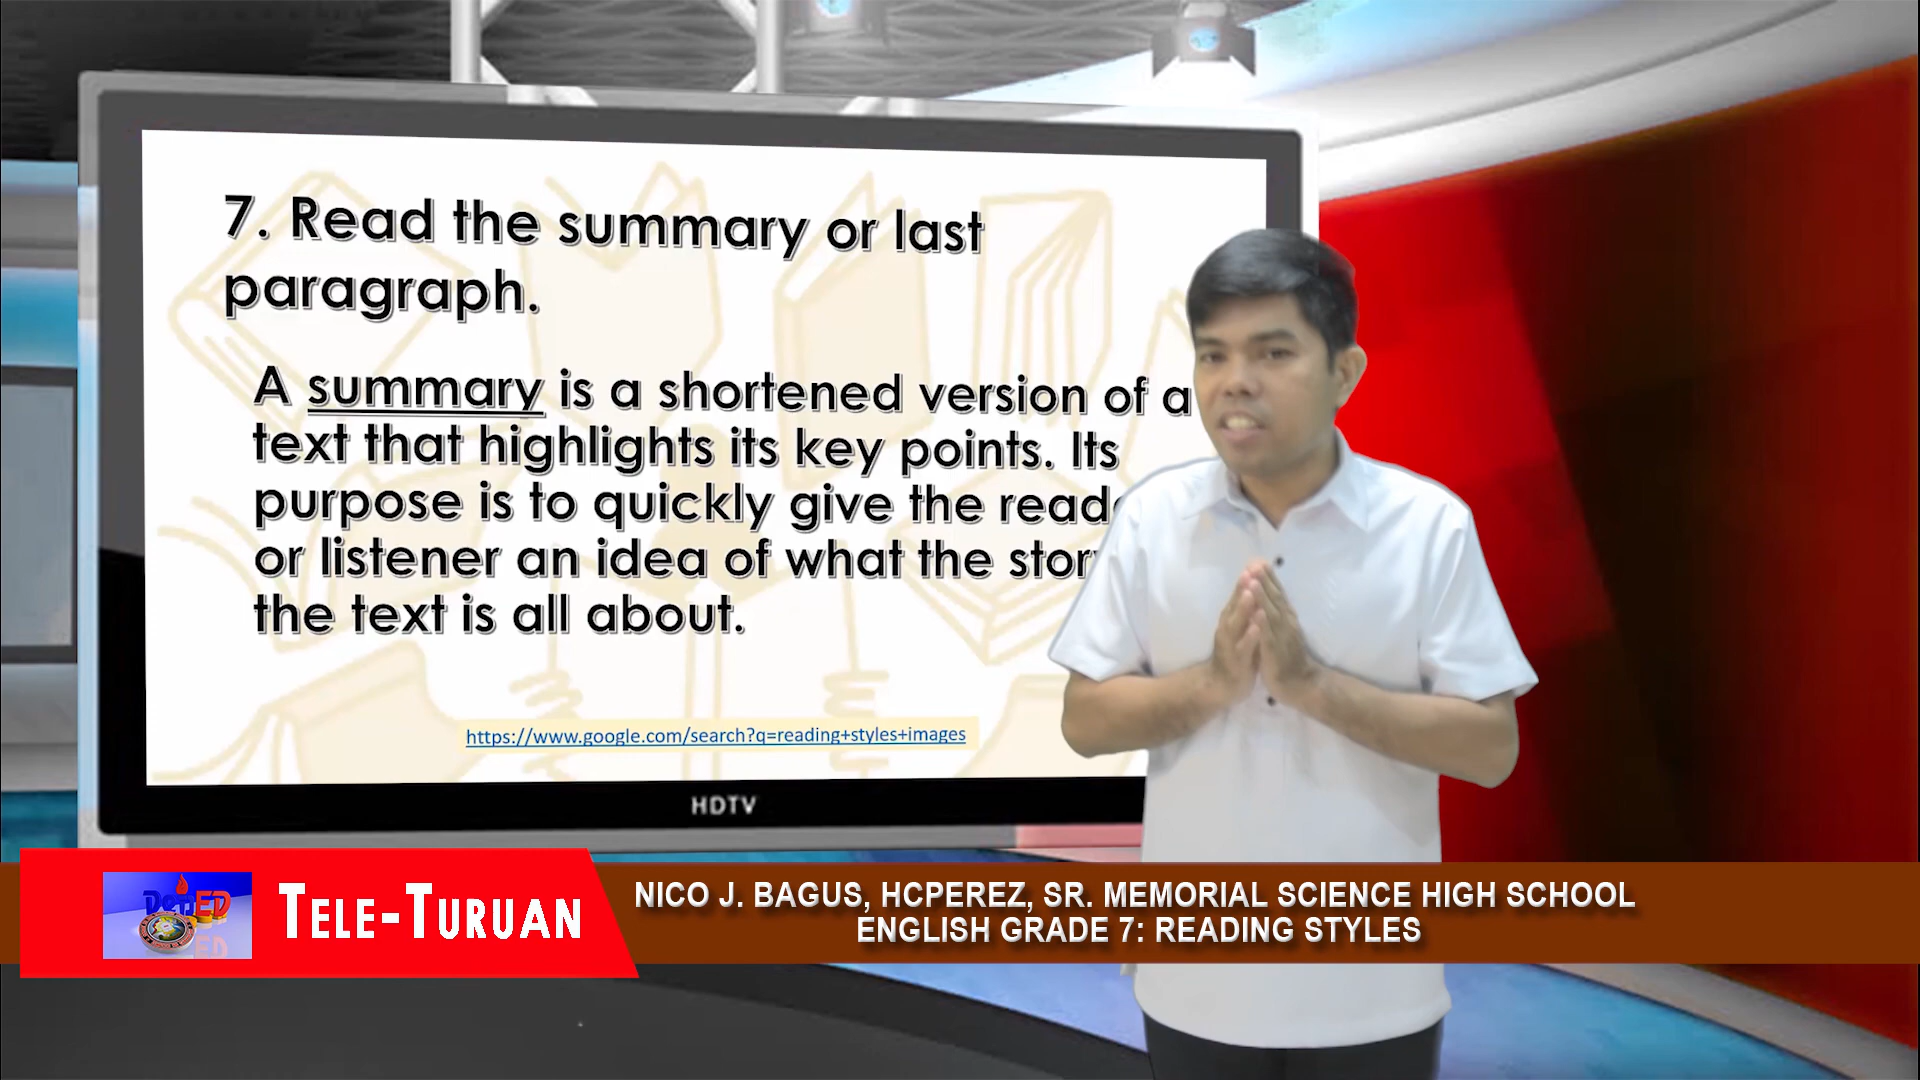 7. Read the summary or last
paragraph.
A summary is a shortened version of a
text that highlights its key points. Its
purpose is to quickly give the
or listener an idea of what the
the text is all about.
https://www.google.com/search?q=reading+styles+images
HDTV
DepED
TELE-TURUAN
NICO J. BAGUS, HCPEREZ, SR. MEMORIAL SCIENCE HIGH SCHOOL
ENGLISH GRADE 7: READING STYLES